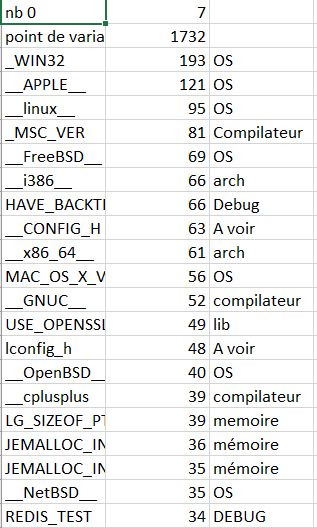 nb 0 7
point de varia 1732
_WIN32 193 OS
__APPLE__ 121 OS
__linux__ 95 OS
_MSC_VER 81 Compilateur
__FreeBSD__ 69 OS
__i386__ 66 arch
HAVE_BACKTI 66 Debug
__CONFIG_H 63 A voir
__x86_64__ 61 arch
MAC_OS_X_V 56 OS
__GNUC__ 52 compilateur
USE_OPENSSL 49 lib
lconfig_h 48 A voir
__OpenBSD__ 40 OS
__cplusplus 39 compilateur
LG_SIZEOF_PT 39 memoire
JEMALLOC_IN 36 mémoire
JEMALLOC_IN 35 mémoire
__NetBSD__ 35 OS
REDIS_TEST 34 DEBUG